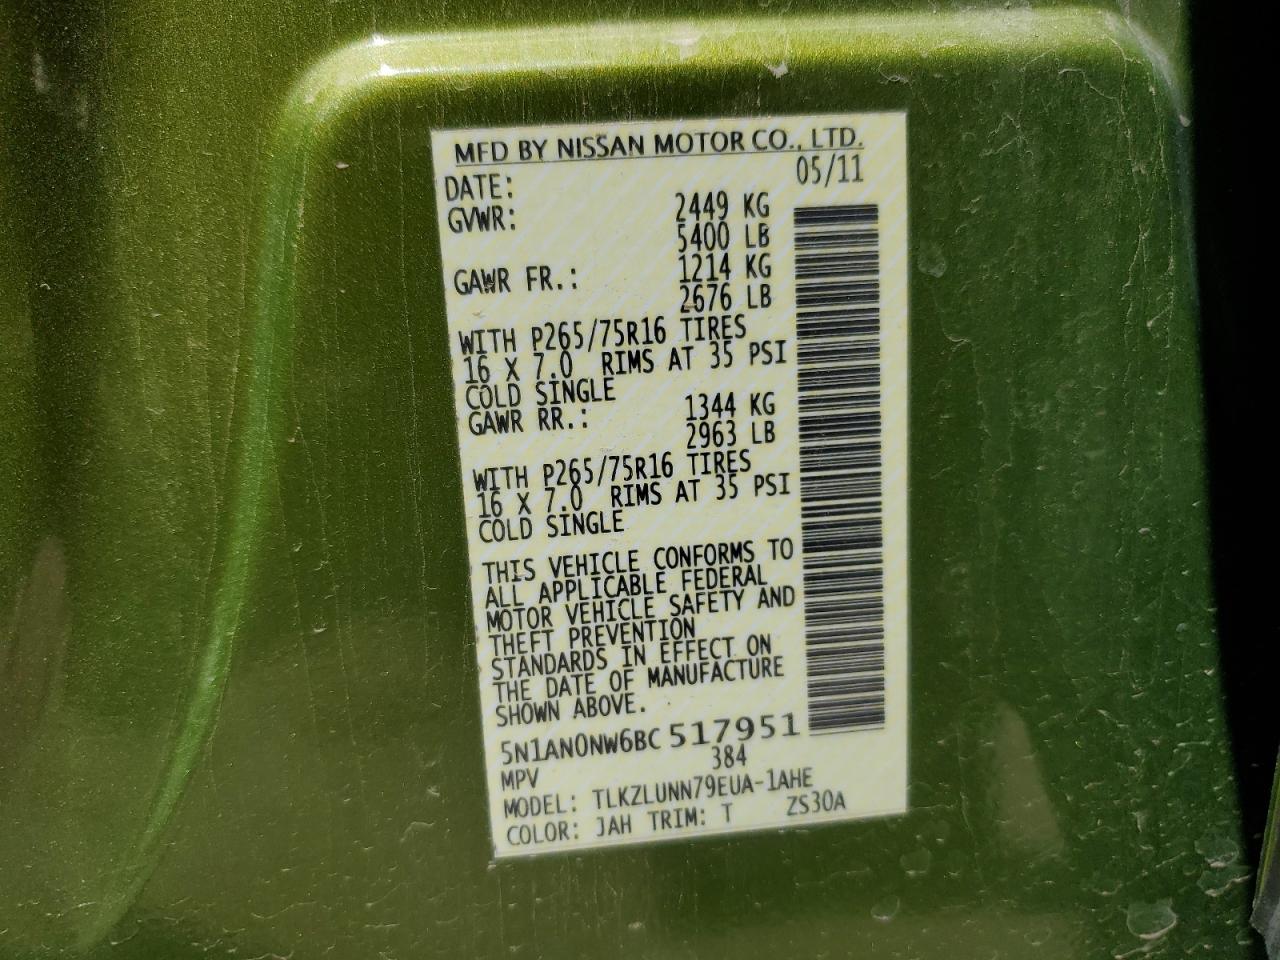 MFD BY NISSAN MOTOR CO., LTD.
DATE: 05/11
GVWR: 2449 KG
5400 LB
GAWR FR.: 1214 KG
2676 LB
WITH P265/75R16 TIRES
16 X 7.0 RIMS AT 35 PSI
COLD SINGLE
GAWR RR.: 1344 KG
2963 LB
WITH P265/75R16 TIRES
16 X 7.0 RIMS AT 35 PSI
COLD SINGLE
THIS VEHICLE CONFORMS TO
ALL APPLICABLE FEDERAL
MOTOR VEHICLE SAFETY AND
THEFT PREVENTION
STANDARDS IN EFFECT ON
THE DATE OF MANUFACTURE
SHOWN ABOVE.
5N1AN0NW6BC 517951
MPV 384
MODEL: TLKZLUNN79EUA-1AHE
COLOR: JAH TRIM: T ZS30A